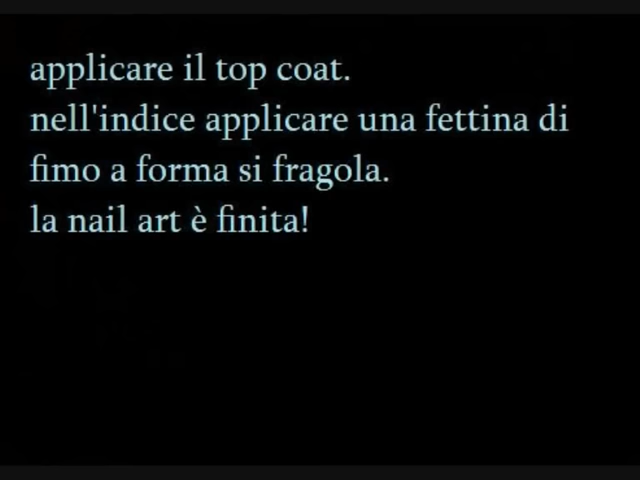 applicare il top coat.
nell'indice applicare una fettina di
fimo a forma si fragola.
la nail art è finita!